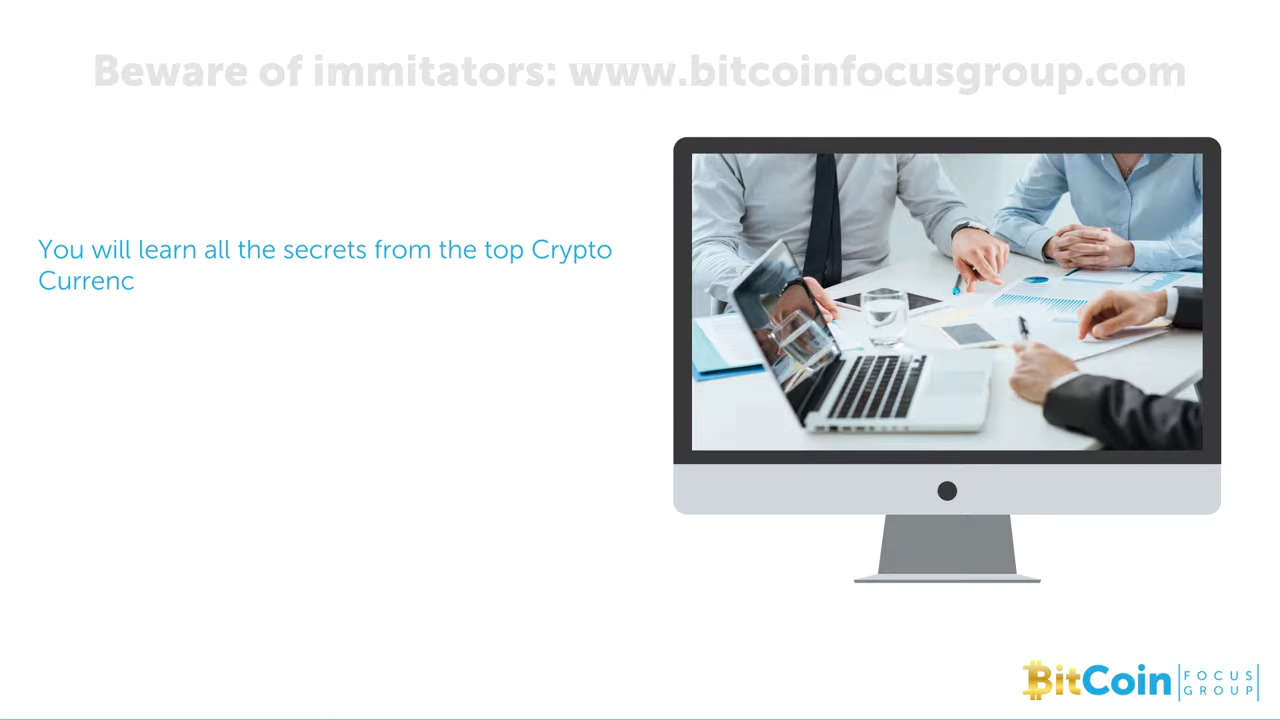 Beware of immitators: www.bitcoinfocusgroup.com
You will learn all the secrets from the top Crypto
Currenc
BitCoin FOCUS
GROUP